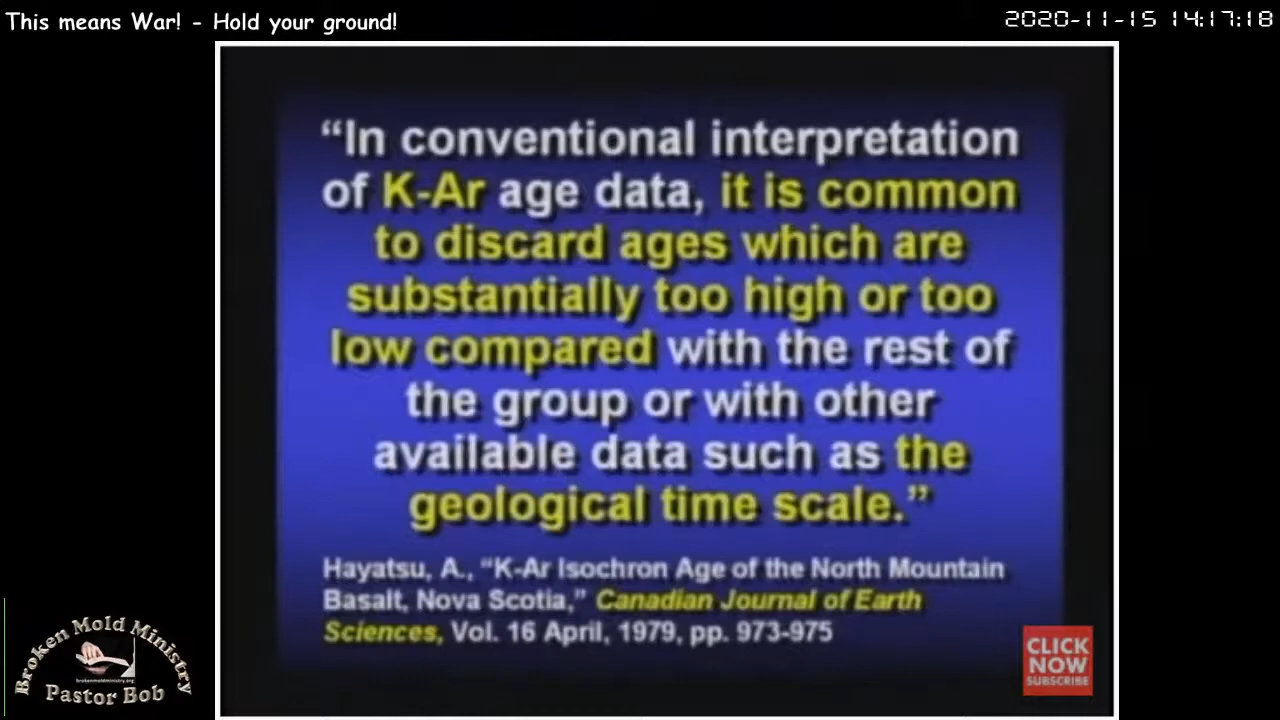 This means War! - Hold your ground!
2020-11-15 14:17:18
“In conventional interpretation
of K-Ar age data, it is common
to discard ages which are
substantially too high or too
low compared with the rest of
the group or with other
available data such as the
geological time scale.”
Hayatsu, A., “K-Ar Isochron Age of the North Mountain
Basalt, Nova Scotia,” Canadian Journal of Earth
Sciences, Vol. 16 April, 1979, pp. 973-975
Broken Mold Ministry
brokenmoldministry.org
Pastor Bob
CLICK
NOW
SUBSCRIBE